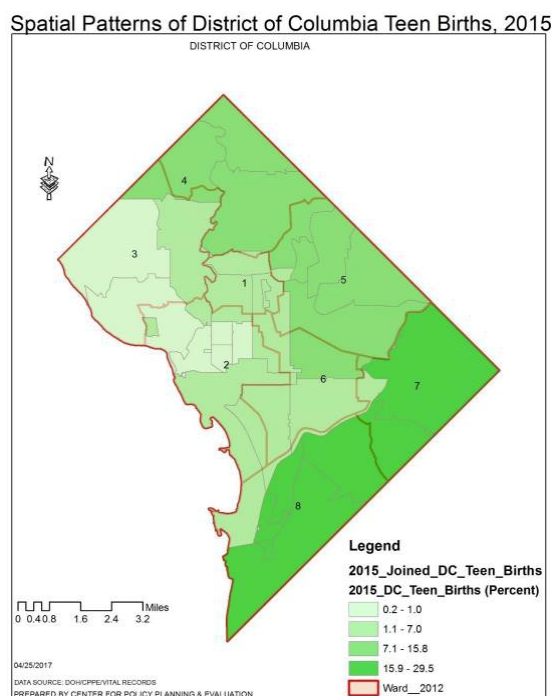 Spatial Patterns of District of Columbia Teen Births, 2015
DISTRICT OF COLUMBIA
N
4
3
5
1
2
6
7
8
Legend
2015_Joined_DC_Teen_Births
2015_DC_Teen_Births (Percent)
0.2 - 1.0
1.1 - 7.0
7.1 - 15.8
15.9 - 29.5
Ward__2012
Miles
0 0.40.8 1.6 2.4 3.2
04/25/2017
DATA SOURCE: DOH/CPPE/VITAL RECORDS
PREPARED BY CENTER FOR POLICY PLANNING & EVALUATION